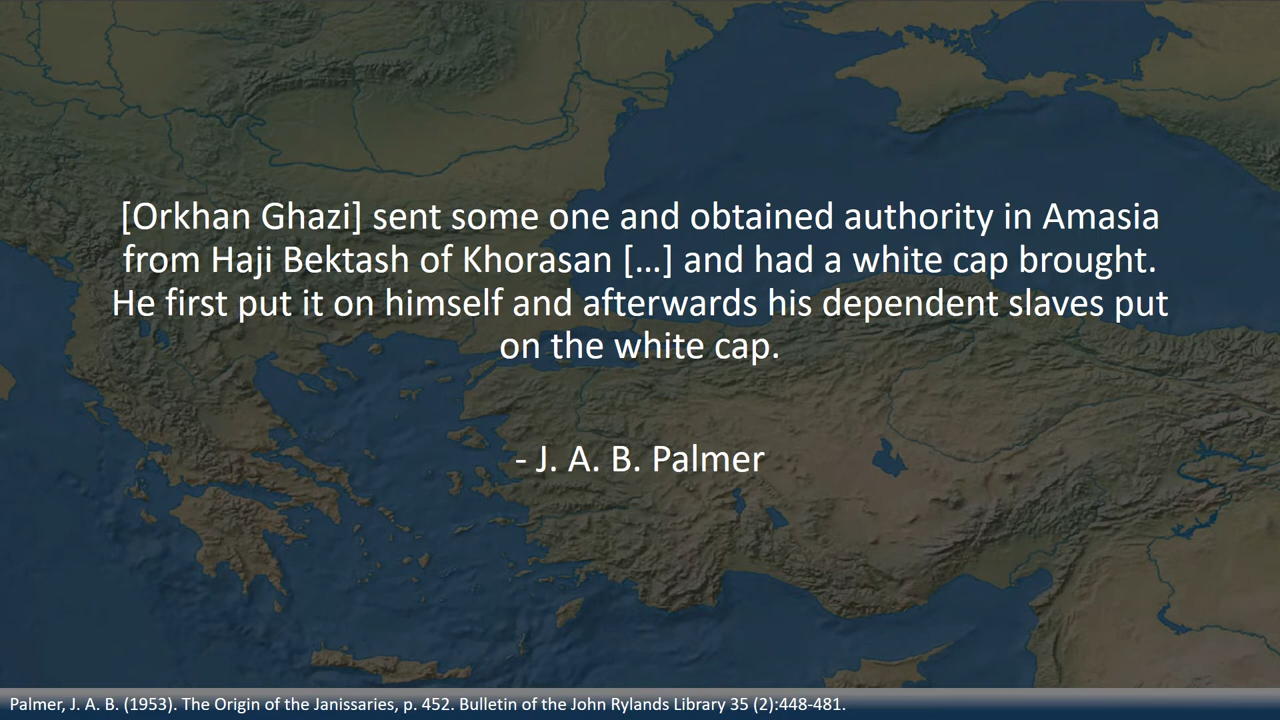 [Orkhan Ghazi] sent some one and obtained authority in Amasia
from Haji Bektash of Khorasan [...] and had a white cap brought.
He first put it on himself and afterwards his dependent slaves put
on the white cap.
- J. A. B. Palmer
Palmer, J. A. B. (1953). The Origin of the Janissaries, p. 452. Bulletin of the John Rylands Library 35 (2):448-481.